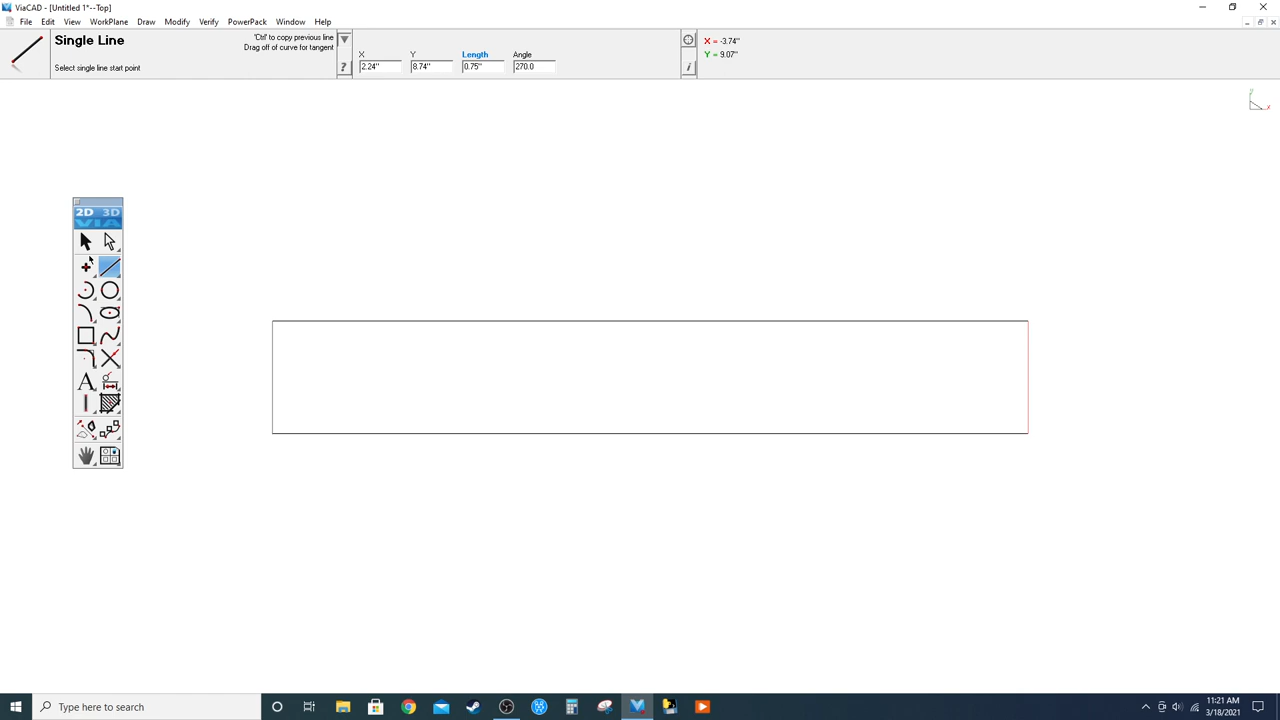 ViaCAD - [Untitled 1*--Top]
File Edit View WorkPlane Draw Modify Verify PowerPack Window Help
Single Line
'Ctrl' to copy previous line
Drag off of curve for tangent
Select single line start point
X Y Length Angle
2.24" 8.74" 0.75" 270.0
X = -3.74"
Y = 9.07"
y
x
2D 3D
VIA
A
Type here to search
11:21 AM
3/18/2021